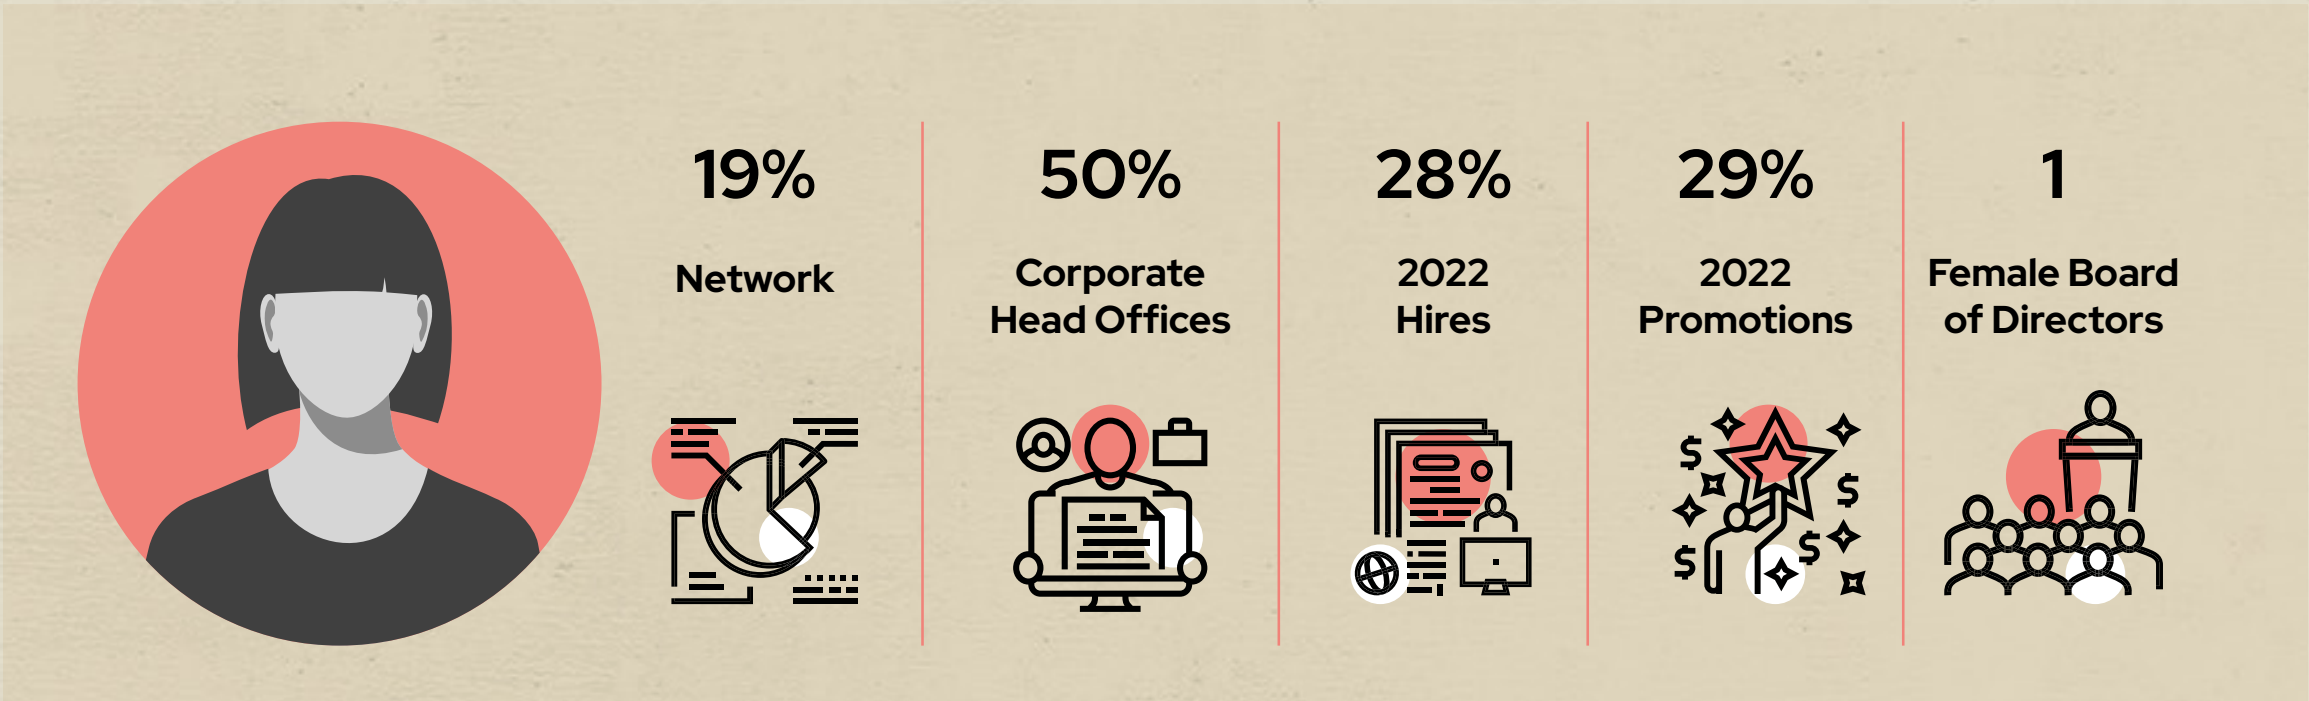 19%
Network
50%
Corporate
Head Offices
28%
2022
Hires
29%
2022
Promotions
1
Female Board
of Directors